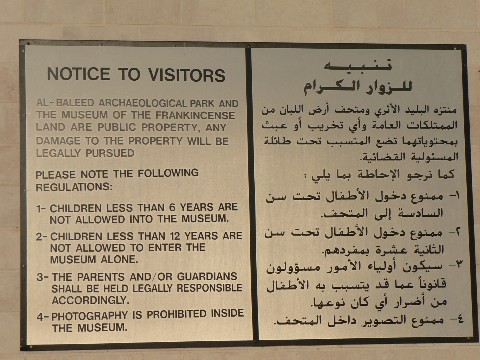 NOTICE TO VISITORS
AL-BALEED ARCHAEOLOGICAL PARK AND
THE MUSEUM OF THE FRANKINCENSE
LAND ARE PUBLIC PROPERTY, ANY
DAMAGE TO THE PROPERTY WILL BE
LEGALLY PURSUED
PLEASE NOTE THE FOLLOWING
REGULATIONS:
1- CHILDREN LESS THAN 6 YEARS ARE
NOT ALLOWED INTO THE MUSEUM.
2- CHILDREN LESS THAN 12 YEARS ARE
NOT ALLOWED TO ENTER THE
MUSEUM ALONE.
3- THE PARENTS AND/OR GUARDIANS
SHALL BE HELD LEGALLY RESPONSIBLE
ACCORDINGLY.
4- PHOTOGRAPHY IS PROHIBITED INSIDE
THE MUSEUM.
تنبيه
للزوار الكرام
منتزه البليد الأثري ومتحف أرض اللبان من
الممتلكات العامة وأي تخريب أو عبث
بمحتوياتهما تضع المتسبب تحت طائلة
المسئولية القضائية.
كما نرجو الإحاطة بما يلي :
١- ممنوع دخول الأطفال تحت سن
السادسة إلى المتحف.
٢- ممنوع دخول الأطفال تحت سن
الثانية عشرة بمفردهم.
٣- سيكون أولياء الأمور مسؤولون
قانوناً عما قد يتسبب به الأطفال
من أضرار أي كان نوعها.
٤- ممنوع التصوير داخل المتحف.